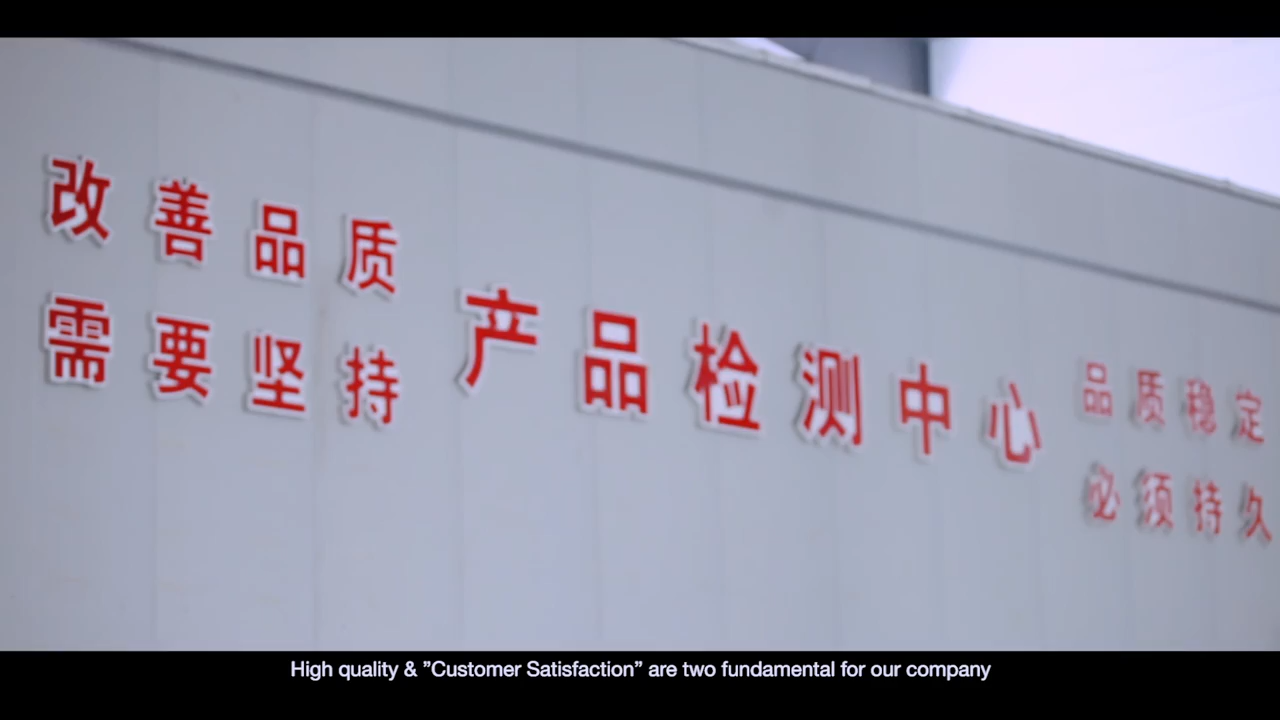 改善品质
需要坚持
产品检测中心
品质稳定
必须持久
High quality & ”Customer Satisfaction” are two fundamental for our company